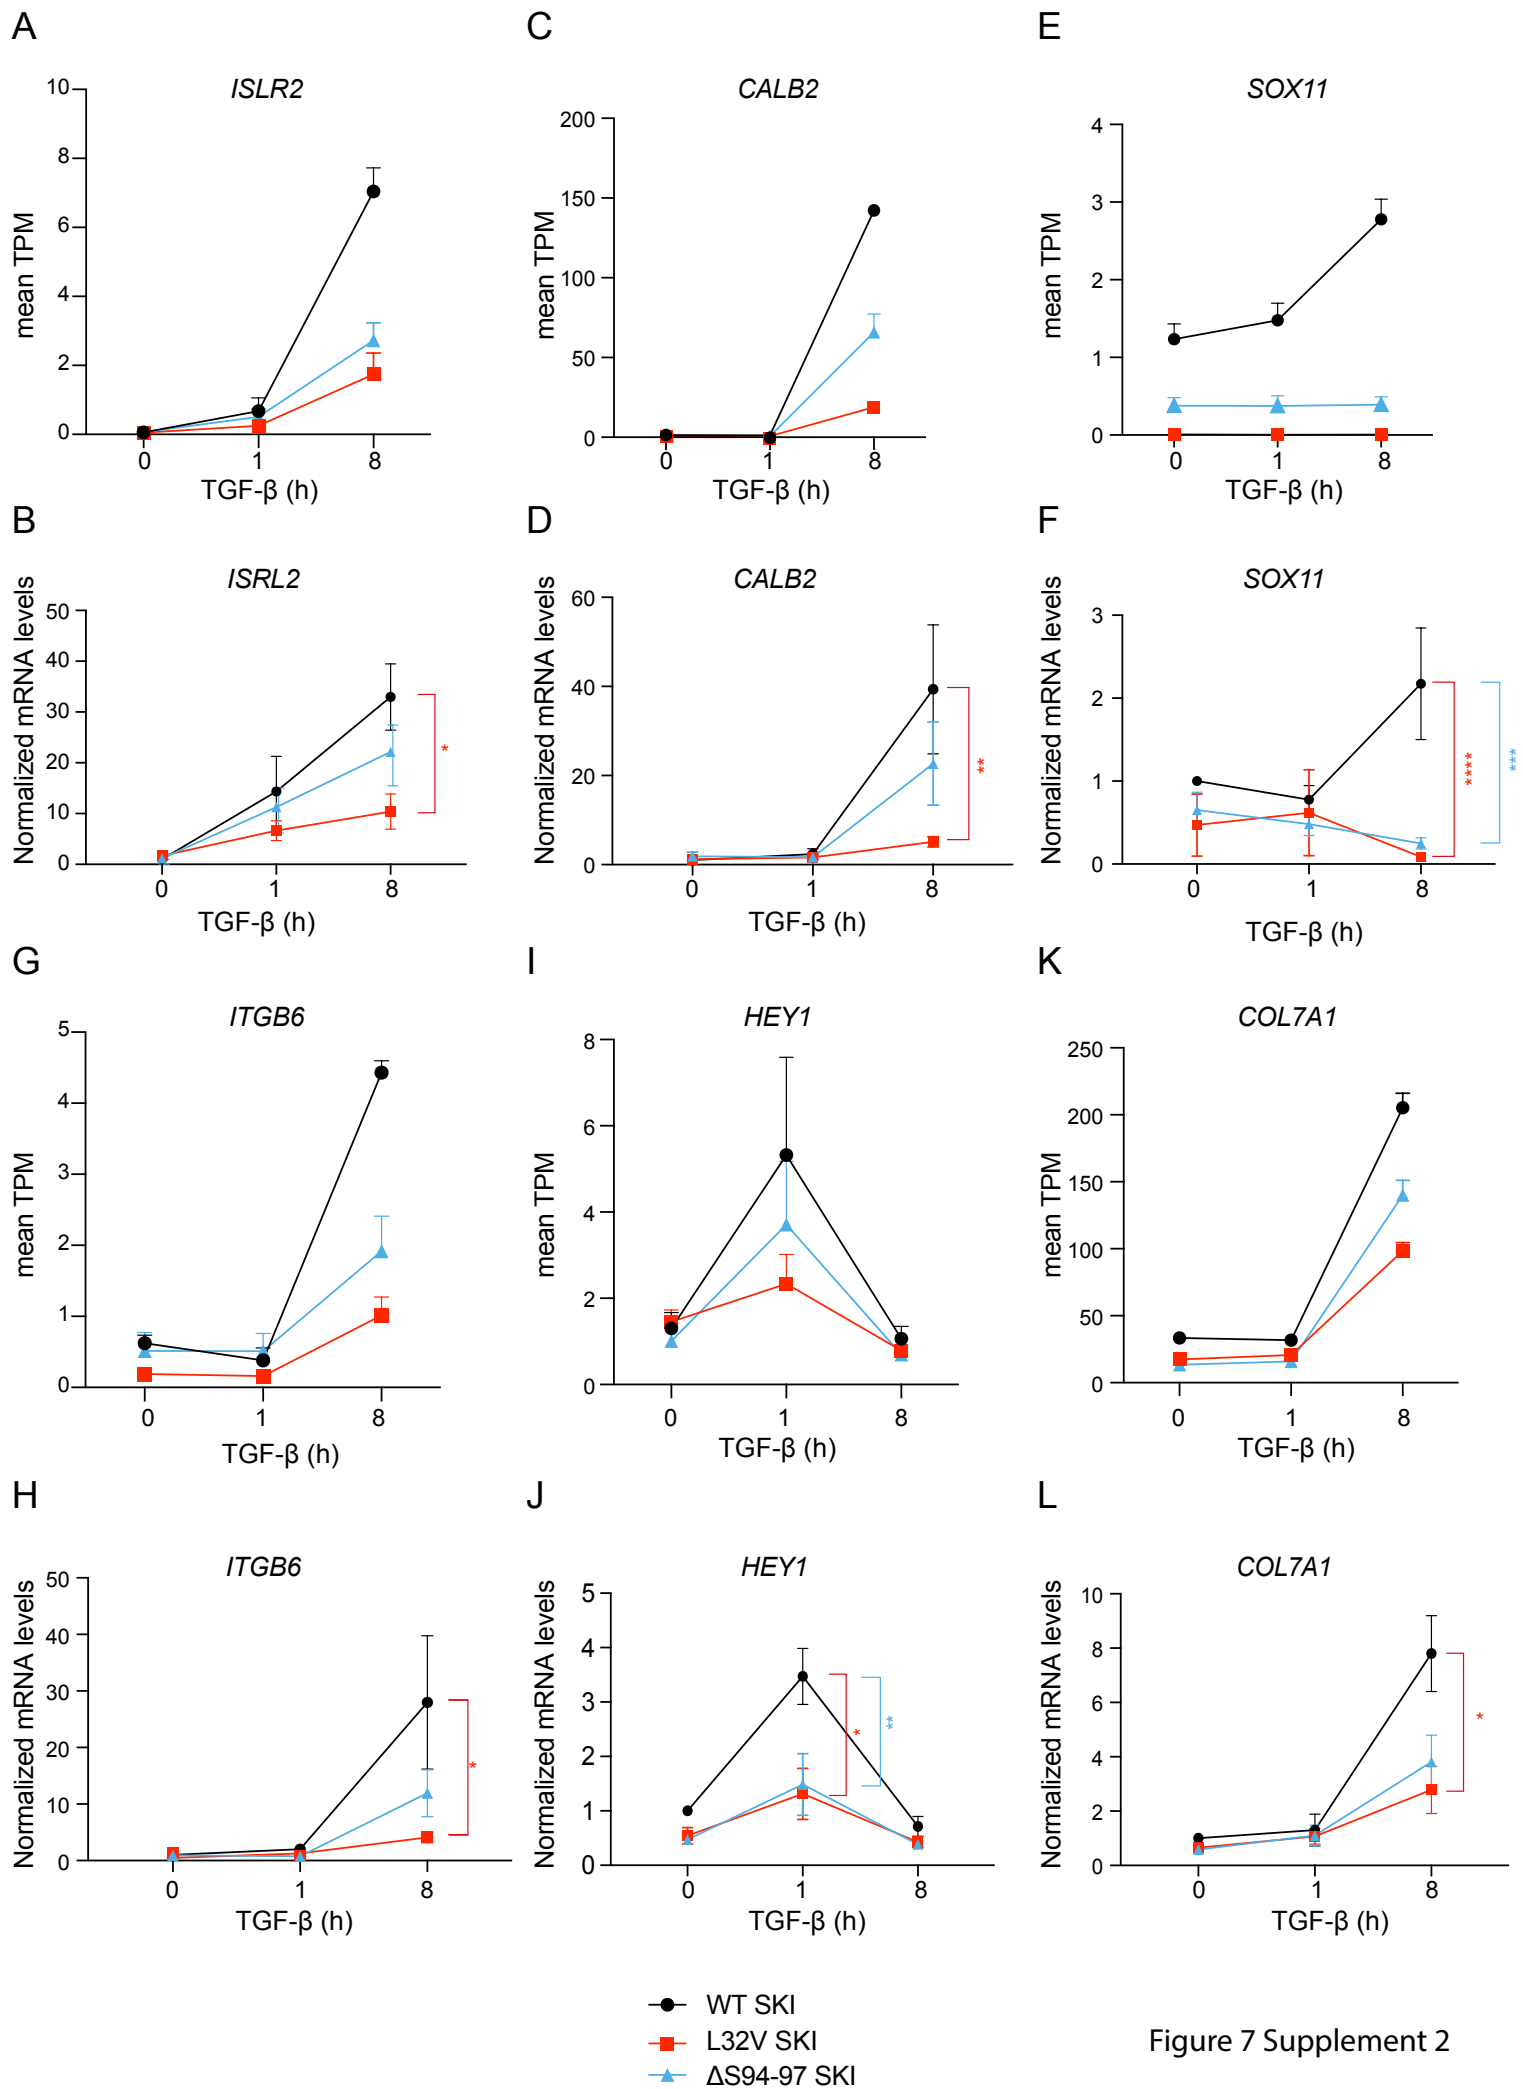 A
ISLR2
mean TPM
10
8
6
4
2
0
0 1 8
TGF-β (h)
C
CALB2
mean TPM
200
150
100
50
0
0 1 8
TGF-β (h)
E
SOX11
mean TPM
4
3
2
1
0
0 1 8
TGF-β (h)
B
ISRL2
Normalized mRNA levels
50
40
30
20
10
0
*
0 1 8
TGF-β (h)
D
CALB2
Normalized mRNA levels
60
40
20
0
**
0 1 8
TGF-β (h)
F
SOX11
Normalized mRNA levels
3
2
1
0
****
***
0 1 8
TGF-β (h)
G
ITGB6
mean TPM
5
4
3
2
1
0
0 1 8
TGF-β (h)
I
HEY1
mean TPM
8
6
4
2
0
0 1 8
TGF-β (h)
K
COL7A1
mean TPM
250
200
150
100
50
0
0 1 8
TGF-β (h)
H
ITGB6
Normalized mRNA levels
50
40
30
20
10
0
*
0 1 8
TGF-β (h)
J
HEY1
Normalized mRNA levels
5
4
3
2
1
0
*
**
0 1 8
TGF-β (h)
L
COL7A1
Normalized mRNA levels
10
8
6
4
2
0
*
0 1 8
TGF-β (h)
WT SKI
L32V SKI
ΔS94-97 SKI
Figure 7 Supplement 2